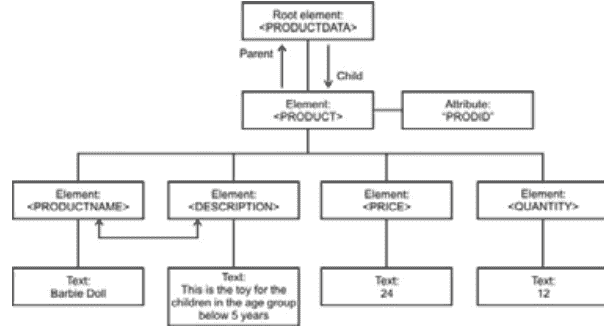 Root element:
<PRODUCTDATA>
Parent
Child
Element:
<PRODUCT>
Attribute:
"PRODID"
Element:
<PRODUCTNAME>
Element:
<DESCRIPTION>
Element:
<PRICE>
Element:
<QUANTITY>
Text:
Barbie Doll
Text:
This is the toy for the
children in the age group
below 5 years
Text:
24
Text:
12